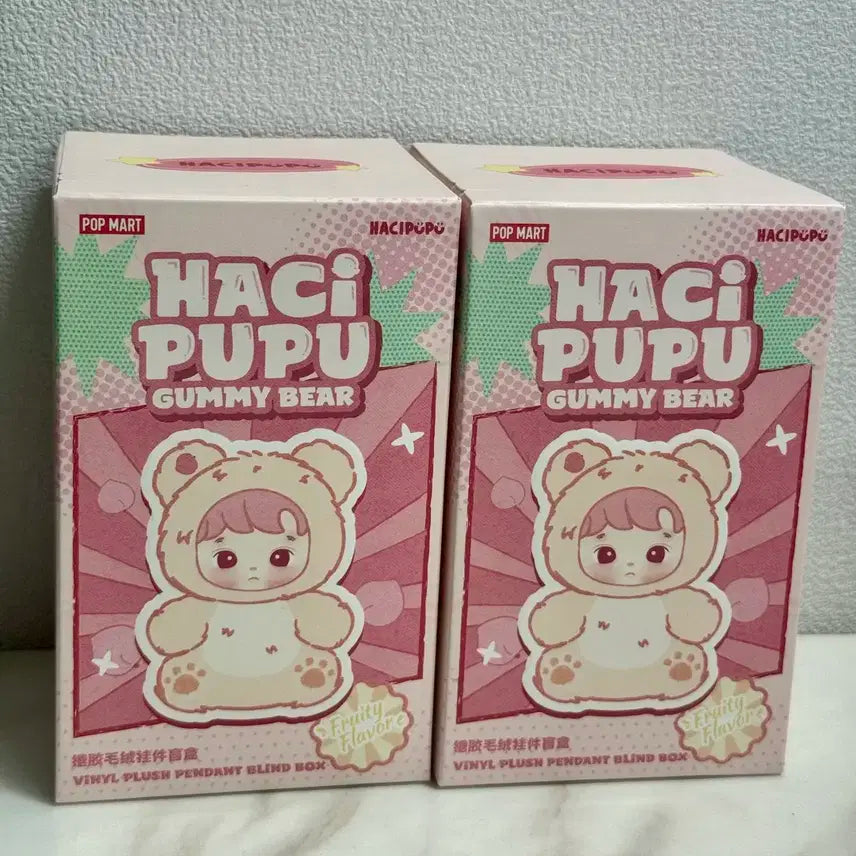 HACIPUPU
POP MART
HACIPUPU
HACI
PUPU
GUMMY BEAR
Fruity
Flavor
搪胶毛绒挂件盲盒
VINYL PLUSH PENDANT BLIND BOX
HACIPUPU
POP MART
HACIPUPU
HACI
PUPU
GUMMY BEAR
Fruity
Flavor
搪胶毛绒挂件盲盒
VINYL PLUSH PENDANT BLIND BOX